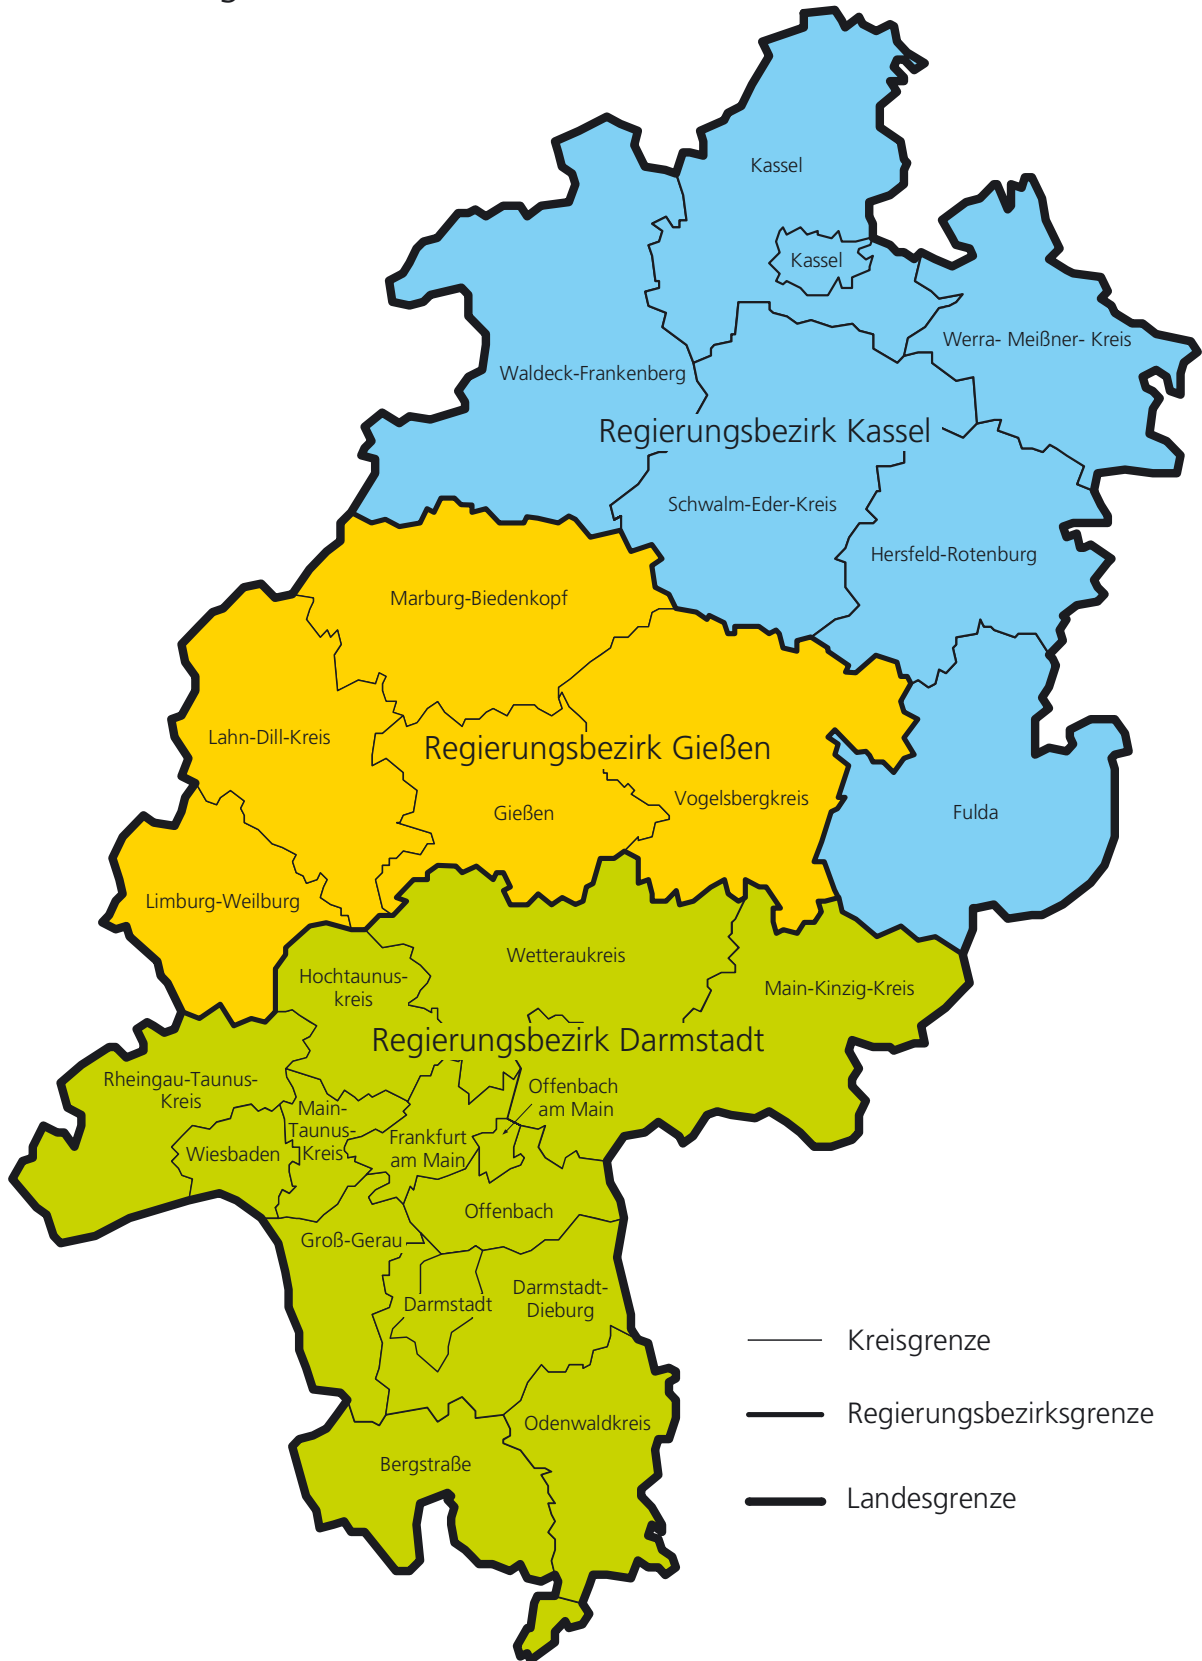 Kassel
Kassel
Werra- Meißner- Kreis
Waldeck-Frankenberg
Regierungsbezirk Kassel
Schwalm-Eder-Kreis
Hersfeld-Rotenburg
Marburg-Biedenkopf
Lahn-Dill-Kreis
Regierungsbezirk Gießen
Vogelsbergkreis
Gießen
Fulda
Limburg-Weilburg
Wetteraukreis
Hochtaunus-
kreis
Main-Kinzig-Kreis
Regierungsbezirk Darmstadt
Rheingau-Taunus-
Kreis
Offenbach
am Main
Main-
Taunus-
Kreis
Frankfurt
am Main
Wiesbaden
Offenbach
Groß-Gerau
Darmstadt-
Dieburg
Darmstadt
Odenwaldkreis
Bergstraße
Kreisgrenze
Regierungsbezirksgrenze
Landesgrenze